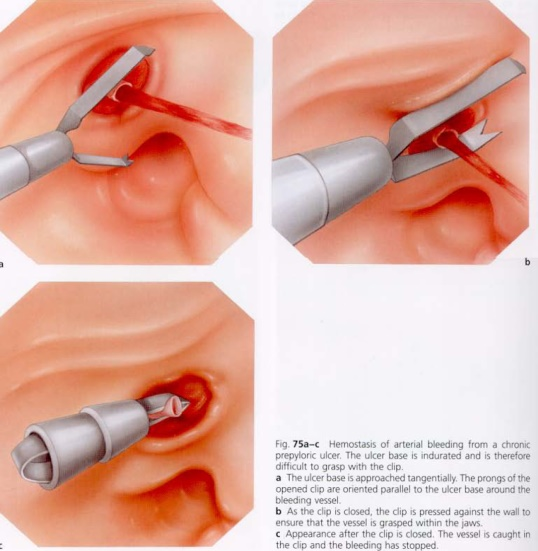 a
b
c
Fig. 75a–c Hemostasis of arterial bleeding from a chronic
prepyloric ulcer. The ulcer base is indurated and is therefore
difficult to grasp with the clip.
a The ulcer base is approached tangentially. The prongs of the
opened clip are oriented parallel to the ulcer base around the
bleeding vessel.
b As the clip is closed, the clip is pressed against the wall to
ensure that the vessel is grasped within the jaws.
c Appearance after the clip is closed. The vessel is caught in
the clip and the bleeding has stopped.